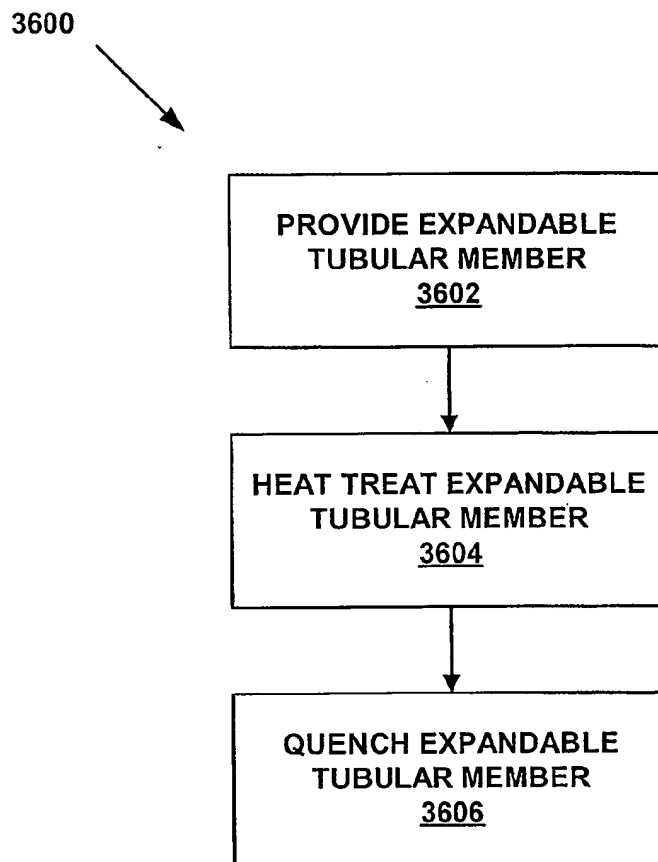 3600
PROVIDE EXPANDABLE
TUBULAR MEMBER
3602
HEAT TREAT EXPANDABLE
TUBULAR MEMBER
3604
QUENCH EXPANDABLE
TUBULAR MEMBER
3606